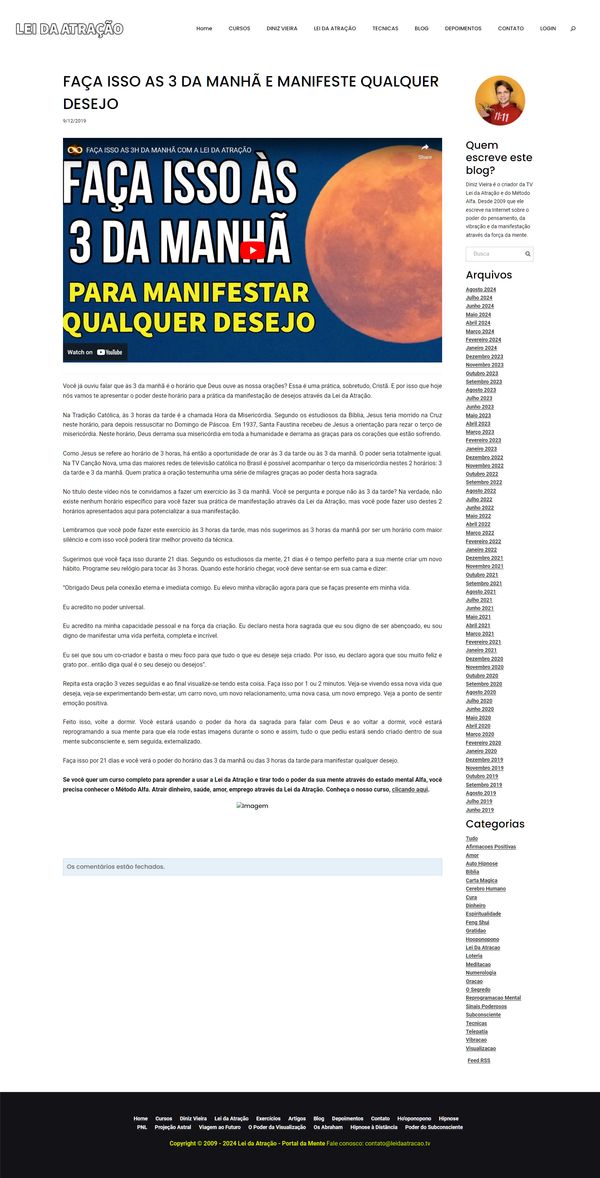 LEI DA ATRAÇÃO
Home CURSOS DINIZ VIEIRA LEI DA ATRAÇÃO TECNICAS BLOG DEPOIMENTOS CONTATO LOGIN
FAÇA ISSO AS 3 DA MANHÃ E MANIFESTE QUALQUER
DESEJO
9/12/2019
FAÇA ISSO AS 3H DA MANHÃ COM A LEI DA ATRAÇÃO
Share
FAÇA ISSO ÀS
3 DA MANHÃ
PARA MANIFESTAR
QUALQUER DESEJO
Watch on YouTube
Você já ouviu falar que às 3 da manhã é o horário que Deus ouve as nossas orações? Essa é uma prática, sobretudo, Cristã. E por isso que hoje
nós vamos te apresentar o poder deste horário para a prática da manifestação de desejos através da Lei da Atração.
Na Tradição Católica, às 3 horas da tarde é a chamada Hora da Misericórdia. Segundo os estudiosos da Bíblia, Jesus teria morrido na Cruz
neste horário, para depois ressuscitar no Domingo de Páscoa. Em 1937, Santa Faustina recebeu de Jesus a orientação para rezar o terço de
misericórdia. Neste horário, Deus derrama sua misericórdia em toda a humanidade e derrama as graças para os corações que estão sofrendo.
Como Jesus se refere ao horário de 3 horas, há então a oportunidade de orar às 3 da tarde ou às 3 da manhã. O poder seria totalmente igual.
Na TV Canção Nova, uma das maiores redes de televisão católica no Brasil é possível acompanhar o terço da misericórdia nestes 2 horários: 3
da tarde e 3 da manhã. Quem pratica a oração testemunha uma série de milagres graças ao poder desta hora sagrada.
No título deste vídeo nós te convidamos a fazer um exercício às 3 da manhã. Você se pergunta e porque não às 3 da tarde? Na verdade, não
existe nenhum horário específico para você fazer sua prática de manifestação através da Lei da Atração, mas você pode fazer uso destes 2
horários apresentados aqui para potencializar a sua manifestação.
Lembramos que você pode fazer este exercício às 3 horas da tarde, mas nós sugerimos as 3 horas da manhã por ser um horário com maior
silêncio e com isso você poderá tirar melhor proveito da técnica.
Sugerimos que você faça isso durante 21 dias. Segundo os estudiosos da mente, 21 dias é o tempo perfeito para a sua mente criar um novo
hábito. Programe seu relógio para tocar às 3 horas. Quando este horário chegar, você deve sentar-se em sua cama e dizer:
"Obrigado Deus pela conexão eterna e imediata comigo. Eu elevo minha vibração agora para que se faças presente em minha vida.
Eu acredito no poder universal.
Eu acredito na minha capacidade pessoal e na força da criação. Eu declaro nesta hora sagrada que eu sou digno de ser abençoado, eu sou
digno de manifestar uma vida perfeita, completa e incrível.
Eu sei que sou um co-criador e basta o meu foco para que tudo o que eu deseje seja criado. Por isso, eu declaro agora que sou muito feliz e
grato por...então diga qual é o seu desejo ou desejos".
Repita esta oração 3 vezes seguidas e ao final visualize-se tendo esta coisa. Faça isso por 1 ou 2 minutos. Veja-se vivendo essa nova vida que
deseja, veja-se experimentando bem-estar, um carro novo, um novo relacionamento, uma nova casa, um novo emprego. Veja a ponto de sentir
emoção positiva.
Feito isso, volte a dormir. Você estará usando o poder da hora da sagrada para falar com Deus e ao voltar a dormir, você estará
reprogramando a sua mente para que ela rode estas imagens durante o sono e assim, tudo o que pediu estará sendo criado dentro de sua
mente subconsciente e, sem seguida, externalizado.
Faça isso por 21 dias e você verá o poder do horário das 3 da manhã ou das 3 horas da tarde para manifestar qualquer desejo.
Se você quer um curso completo para aprender a usar a Lei da Atração e tirar todo o poder da sua mente através do estado mental Alfa, você
precisa conhecer o Método Alfa. Atrair dinheiro, saúde, amor, emprego através da Lei da Atração. Conheça o nosso curso, clicando aqui.
Imagem
Os comentários estão fechados.
11:11
Quem
escreve este
blog?
Diniz Vieira é o criador da TV
Lei da Atração e do Método
Alfa. Desde 2009 que ele
escreve na Internet sobre o
poder do pensamento, da
vibração e da manifestação
através da força da mente.
Busca
Arquivos
Agosto 2024
Julho 2024
Junho 2024
Maio 2024
Abril 2024
Março 2024
Fevereiro 2024
Janeiro 2024
Dezembro 2023
Novembro 2023
Outubro 2023
Setembro 2023
Agosto 2023
Julho 2023
Junho 2023
Maio 2023
Abril 2023
Março 2023
Fevereiro 2023
Janeiro 2023
Dezembro 2022
Novembro 2022
Outubro 2022
Setembro 2022
Agosto 2022
Julho 2022
Junho 2022
Maio 2022
Abril 2022
Março 2022
Fevereiro 2022
Janeiro 2022
Dezembro 2021
Novembro 2021
Outubro 2021
Setembro 2021
Agosto 2021
Julho 2021
Junho 2021
Maio 2021
Abril 2021
Março 2021
Fevereiro 2021
Janeiro 2021
Dezembro 2020
Novembro 2020
Outubro 2020
Setembro 2020
Agosto 2020
Julho 2020
Junho 2020
Maio 2020
Abril 2020
Março 2020
Fevereiro 2020
Janeiro 2020
Dezembro 2019
Novembro 2019
Outubro 2019
Setembro 2019
Agosto 2019
Julho 2019
Junho 2019
Categorias
Tudo
Afirmacoes Positivas
Amor
Auto Hipnose
Bíblia
Carta Magica
Cerebro Humano
Cura
Dinheiro
Espiritualidade
Feng Shui
Gratidao
Hooponopono
Lei Da Atracao
Loteria
Meditacao
Numerologia
Oracao
O Segredo
Reprogramacao Mental
Sinais Poderosos
Subconsciente
Tecnicas
Telepatia
Vibracao
Visualizacao
Feed RSS
Home Cursos Diniz Vieira Lei da Atração Exercícios Artigos Blog Depoimentos Contato Ho'oponopono Hipnose
PNL Projeção Astral Viagem ao Futuro O Poder da Visualização Os Abraham Hipnose à Distância Poder do Subconsciente
Copyright © 2009 - 2024 Lei da Atração - Portal da Mente Fale conosco: contato@leidaatracao.tv